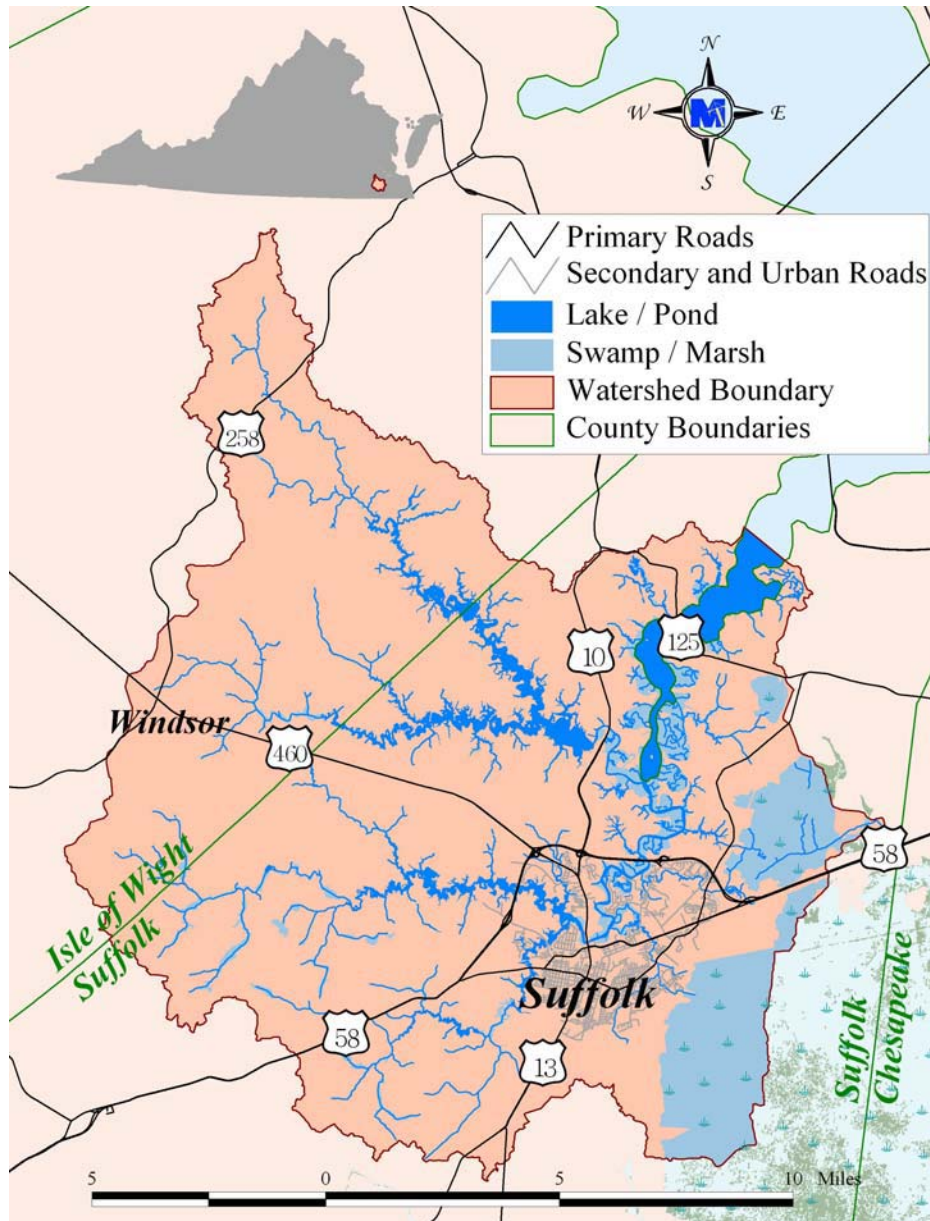 N
W
M
E
S
Primary Roads
Secondary and Urban Roads
Lake / Pond
Swamp / Marsh
Watershed Boundary
County Boundaries
258
10
125
Windsor
460
58
Isle of Wight
Suffolk
Suffolk
58
13
Suffolk
Chesapeake
5 0 5 10 Miles